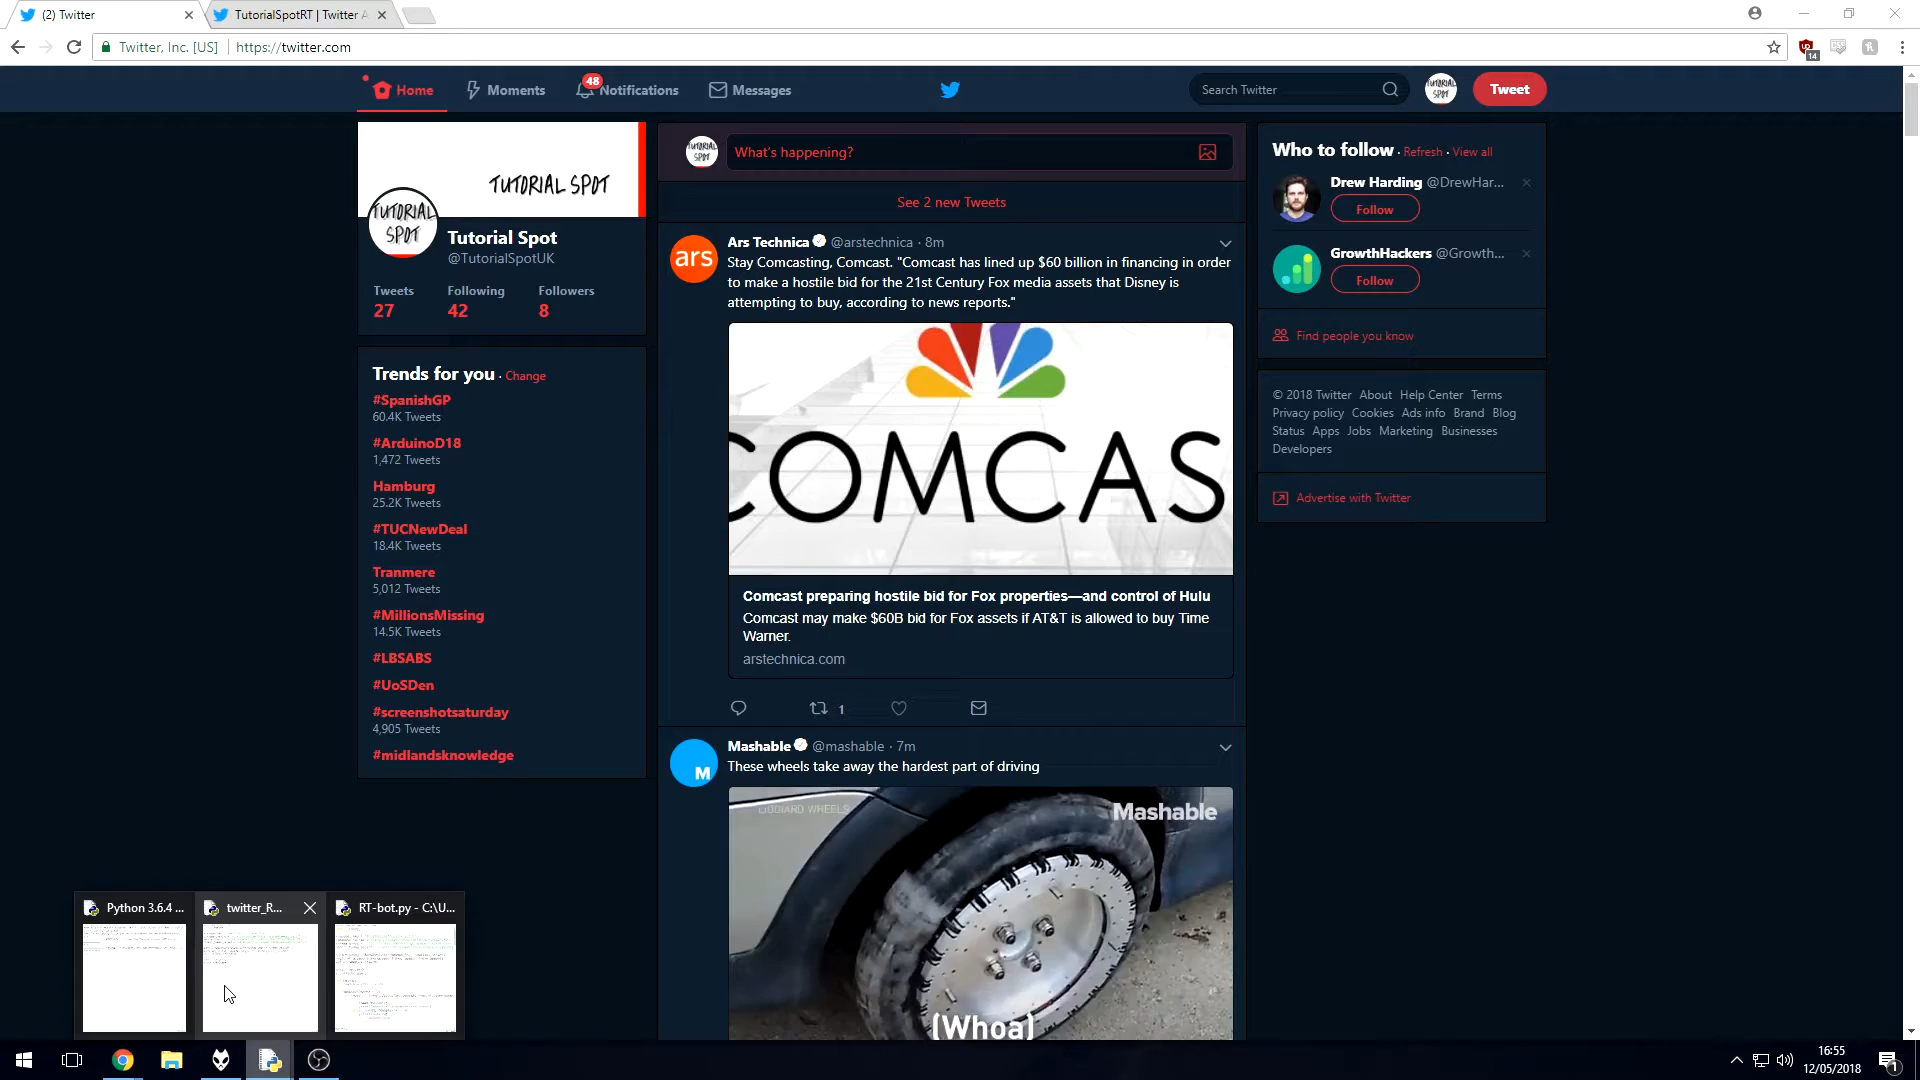 (2) Twitter
TutorialSpotRT | Twitter A
Twitter, Inc. [US]
https://twitter.com
14
Home
Moments
48
Notifications
Messages
Search Twitter
TUTORIAL
SPOT
Tweet
TUTORIAL SPOT
TUTORIAL
SPOT
Tutorial Spot
@TutorialSpotUK
Tweets
Following
Followers
27
42
8
Trends for you · Change
#SpanishGP
60.4K Tweets
#ArduinoD18
1,472 Tweets
Hamburg
25.2K Tweets
#TUCNewDeal
18.4K Tweets
Tranmere
5,012 Tweets
#MillionsMissing
14.5K Tweets
#LBSABS
#UoSDen
#screenshotsaturday
4,905 Tweets
#midlandsknowledge
TUTORIAL
SPOT
What's happening?
See 2 new Tweets
ars
Ars Technica @arstechnica · 8m
Stay Comcasting, Comcast. "Comcast has lined up $60 billion in financing in order
to make a hostile bid for the 21st Century Fox media assets that Disney is
attempting to buy, according to news reports."
COMCAS
Comcast preparing hostile bid for Fox properties—and control of Hulu
Comcast may make $60B bid for Fox assets if AT&T is allowed to buy Time
Warner.
arstechnica.com
1
M
Mashable @mashable · 7m
These wheels take away the hardest part of driving
LIDDIARD WHEELS
Mashable
(Whoa)
Who to follow · Refresh · View all
Drew Harding @DrewHar...
Follow
GrowthHackers @Growth...
Follow
Find people you know
© 2018 Twitter About Help Center Terms
Privacy policy Cookies Ads info Brand Blog
Status Apps Jobs Marketing Businesses
Developers
Advertise with Twitter
Python 3.6.4 ...
twitter_R...
RT-bot.py - C:\U...
16:55
12/05/2018
1